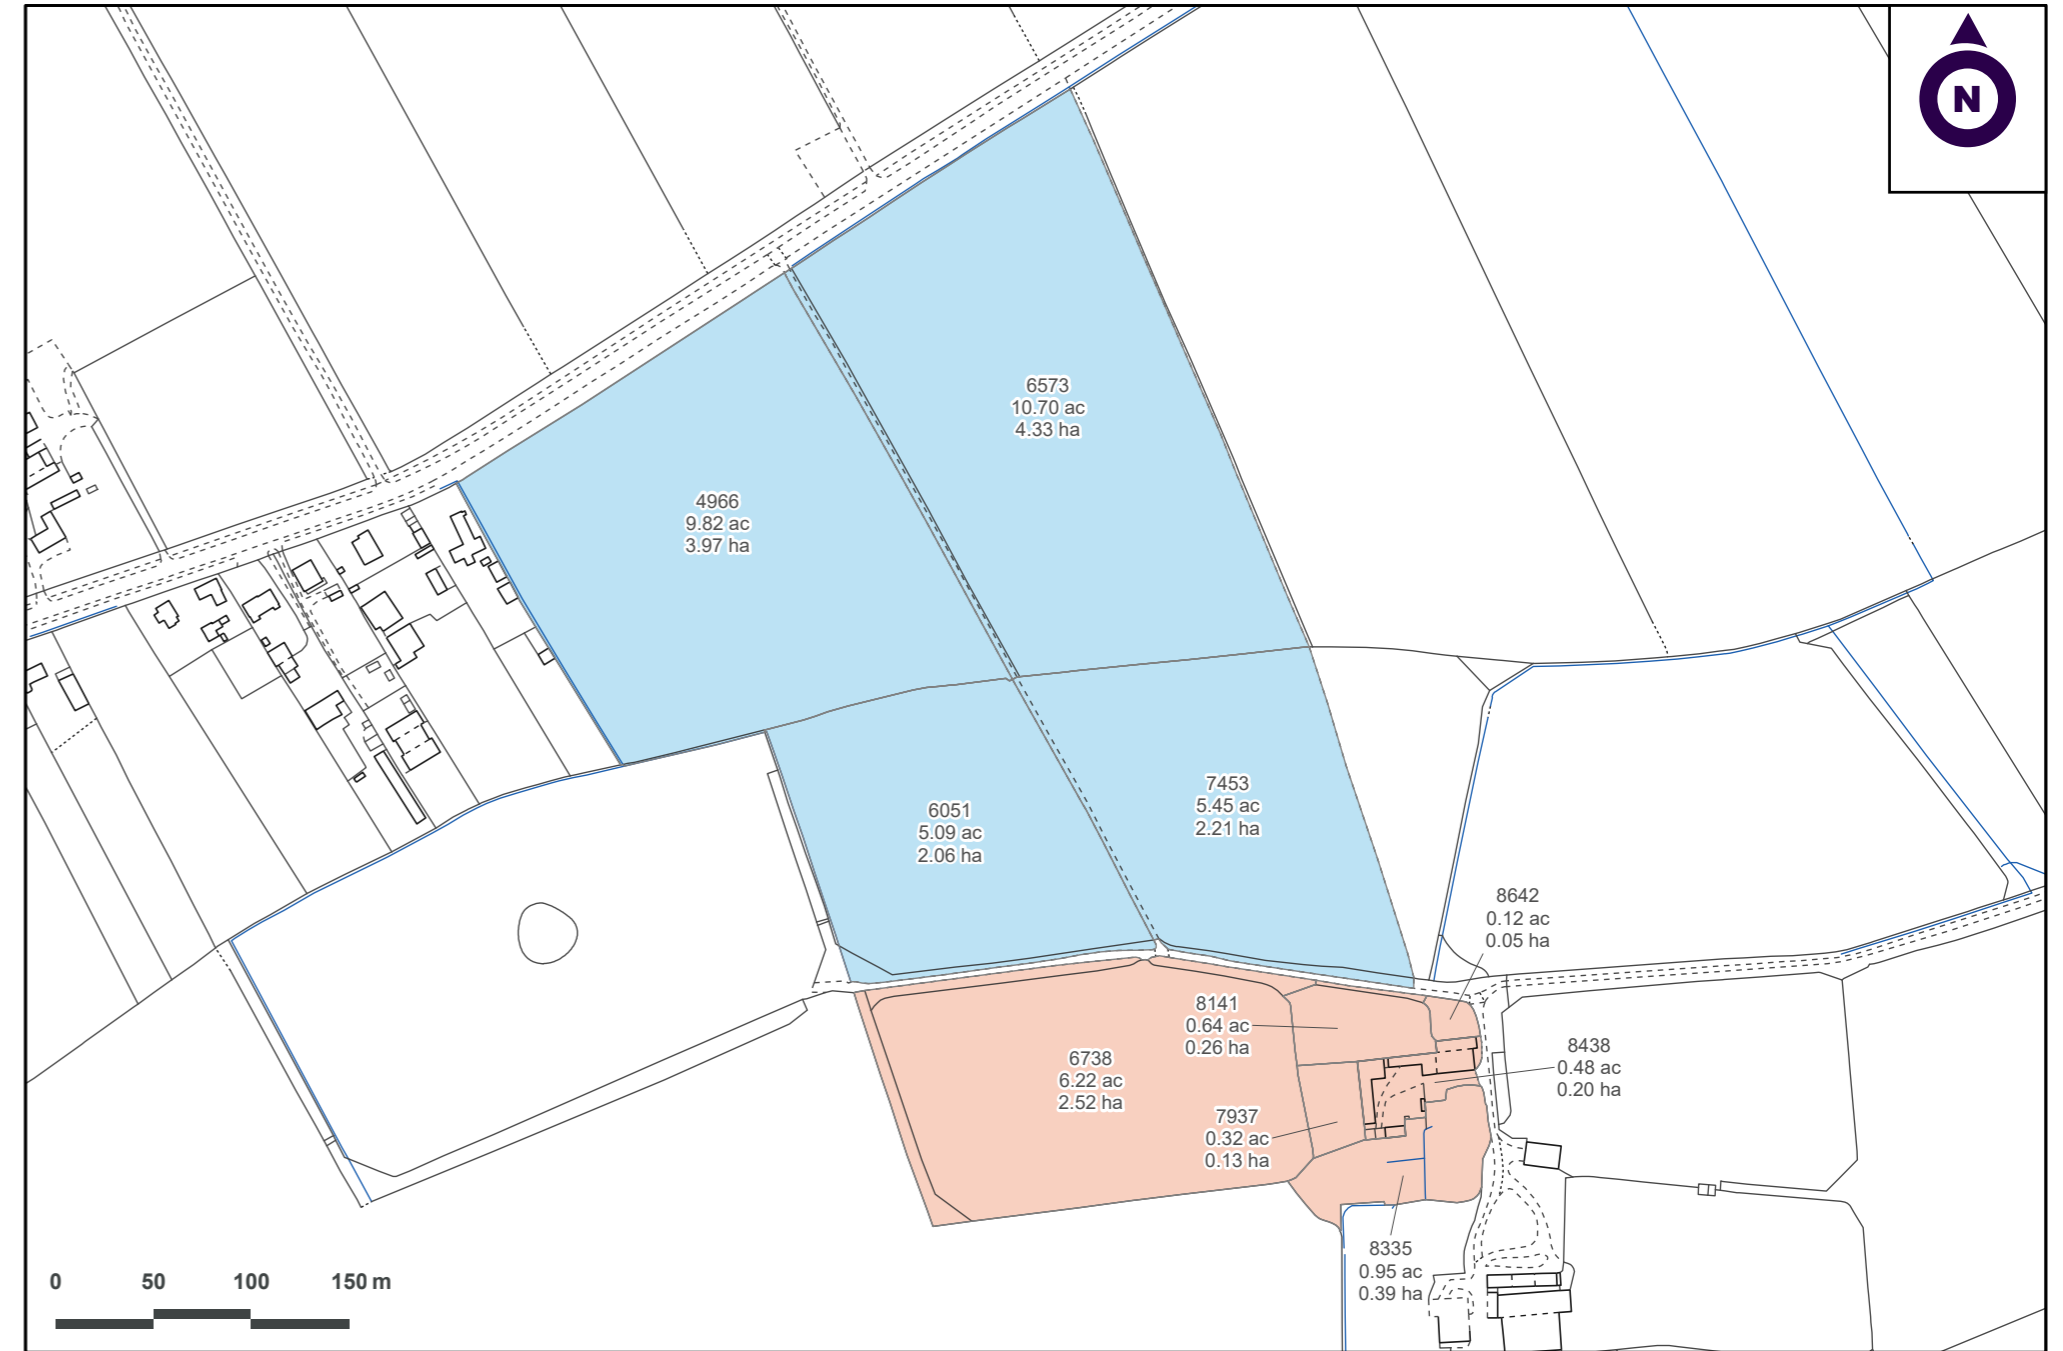 N
6573
10.70 ac
4.33 ha
4966
9.82 ac
3.97 ha
7453
5.45 ac
2.21 ha
6051
5.09 ac
2.06 ha
8642
0.12 ac
0.05 ha
8141
0.64 ac
0.26 ha
6738
6.22 ac
2.52 ha
8438
0.48 ac
0.20 ha
7937
0.32 ac
0.13 ha
8335
0.95 ac
0.39 ha
0 50 100 150 m